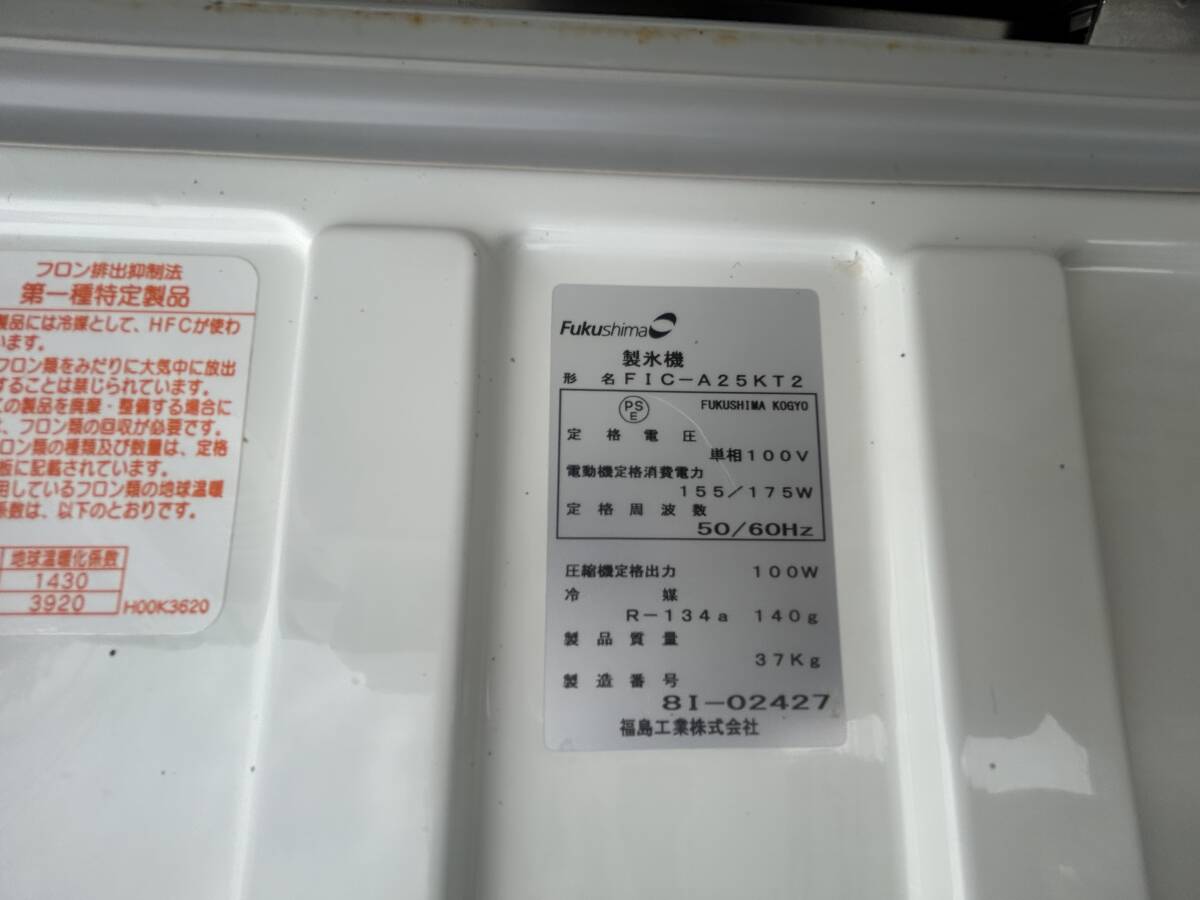 フロン排出抑制法
第一種特定製品
製品には冷媒として、HFCが使わ
います。
フロン類をみだりに大気中に放出
することは禁じられています。
の製品を廃棄・整備する場合に
、フロン類の回収が必要です。
フロン類の種類及び数量は、定格
板に記載されています。
用しているフロン類の地球温暖
係数は、以下のとおりです。
地球温暖化係数
1430
3920
H00K3620
Fukushima
製氷機
形 名 FIC-A25KT2
PS
E
FUKUSHIMA KOGYO
定格電圧
単相100V
電動機定格消費電力
155/175W
定格周波数
50/60Hz
圧縮機定格出力 100W
冷媒
R-134a 140g
製品質量
37Kg
製造番号
8I-02427
福島工業株式会社